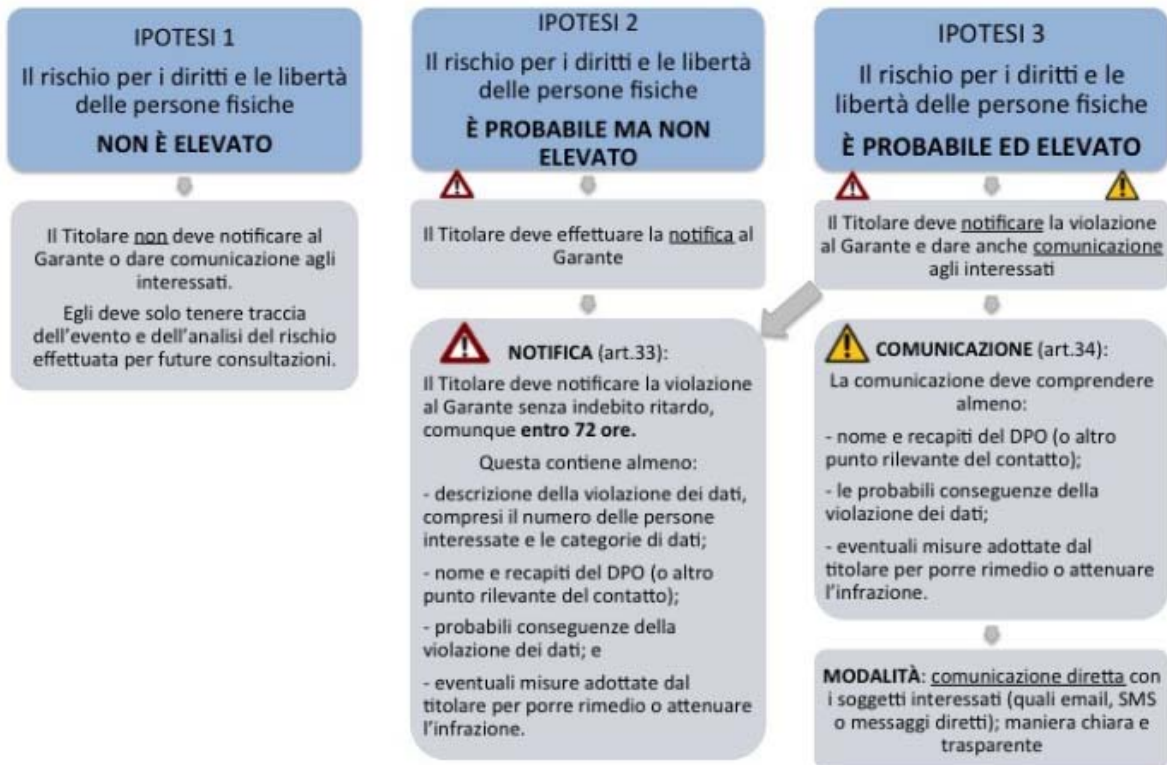 IPOTESI 1
Il rischio per i diritti e le libertà
delle persone fisiche
NON È ELEVATO
Il Titolare non deve notificare al
Garante o dare comunicazione agli
interessati.
Egli deve solo tenere traccia
dell'evento e dell'analisi del rischio
effettuata per future consultazioni.
IPOTESI 2
Il rischio per i diritti e le libertà
delle persone fisiche
È PROBABILE MA NON
ELEVATO
Il Titolare deve effettuare la notifica al
Garante
NOTIFICA (art.33):
Il Titolare deve notificare la violazione
al Garante senza indebito ritardo,
comunque entro 72 ore.
Questa contiene almeno:
- descrizione della violazione dei dati,
compresi il numero delle persone
interessate e le categorie di dati;
- nome e recapiti del DPO (o altro
punto rilevante del contatto);
- probabili conseguenze della
violazione dei dati; e
- eventuali misure adottate dal
titolare per porre rimedio o attenuare
l'infrazione.
IPOTESI 3
Il rischio per i diritti e le
libertà delle persone fisiche
È PROBABILE ED ELEVATO
Il Titolare deve notificare la violazione
al Garante e dare anche comunicazione
agli interessati
COMUNICAZIONE (art.34):
La comunicazione deve comprendere
almeno:
- nome e recapiti del DPO (o altro
punto rilevante del contatto);
- le probabili conseguenze della
violazione dei dati;
- eventuali misure adottate dal
titolare per porre rimedio o attenuare
l'infrazione.
MODALITÀ: comunicazione diretta con
i soggetti interessati (quali email, SMS
o messaggi diretti); maniera chiara e
trasparente